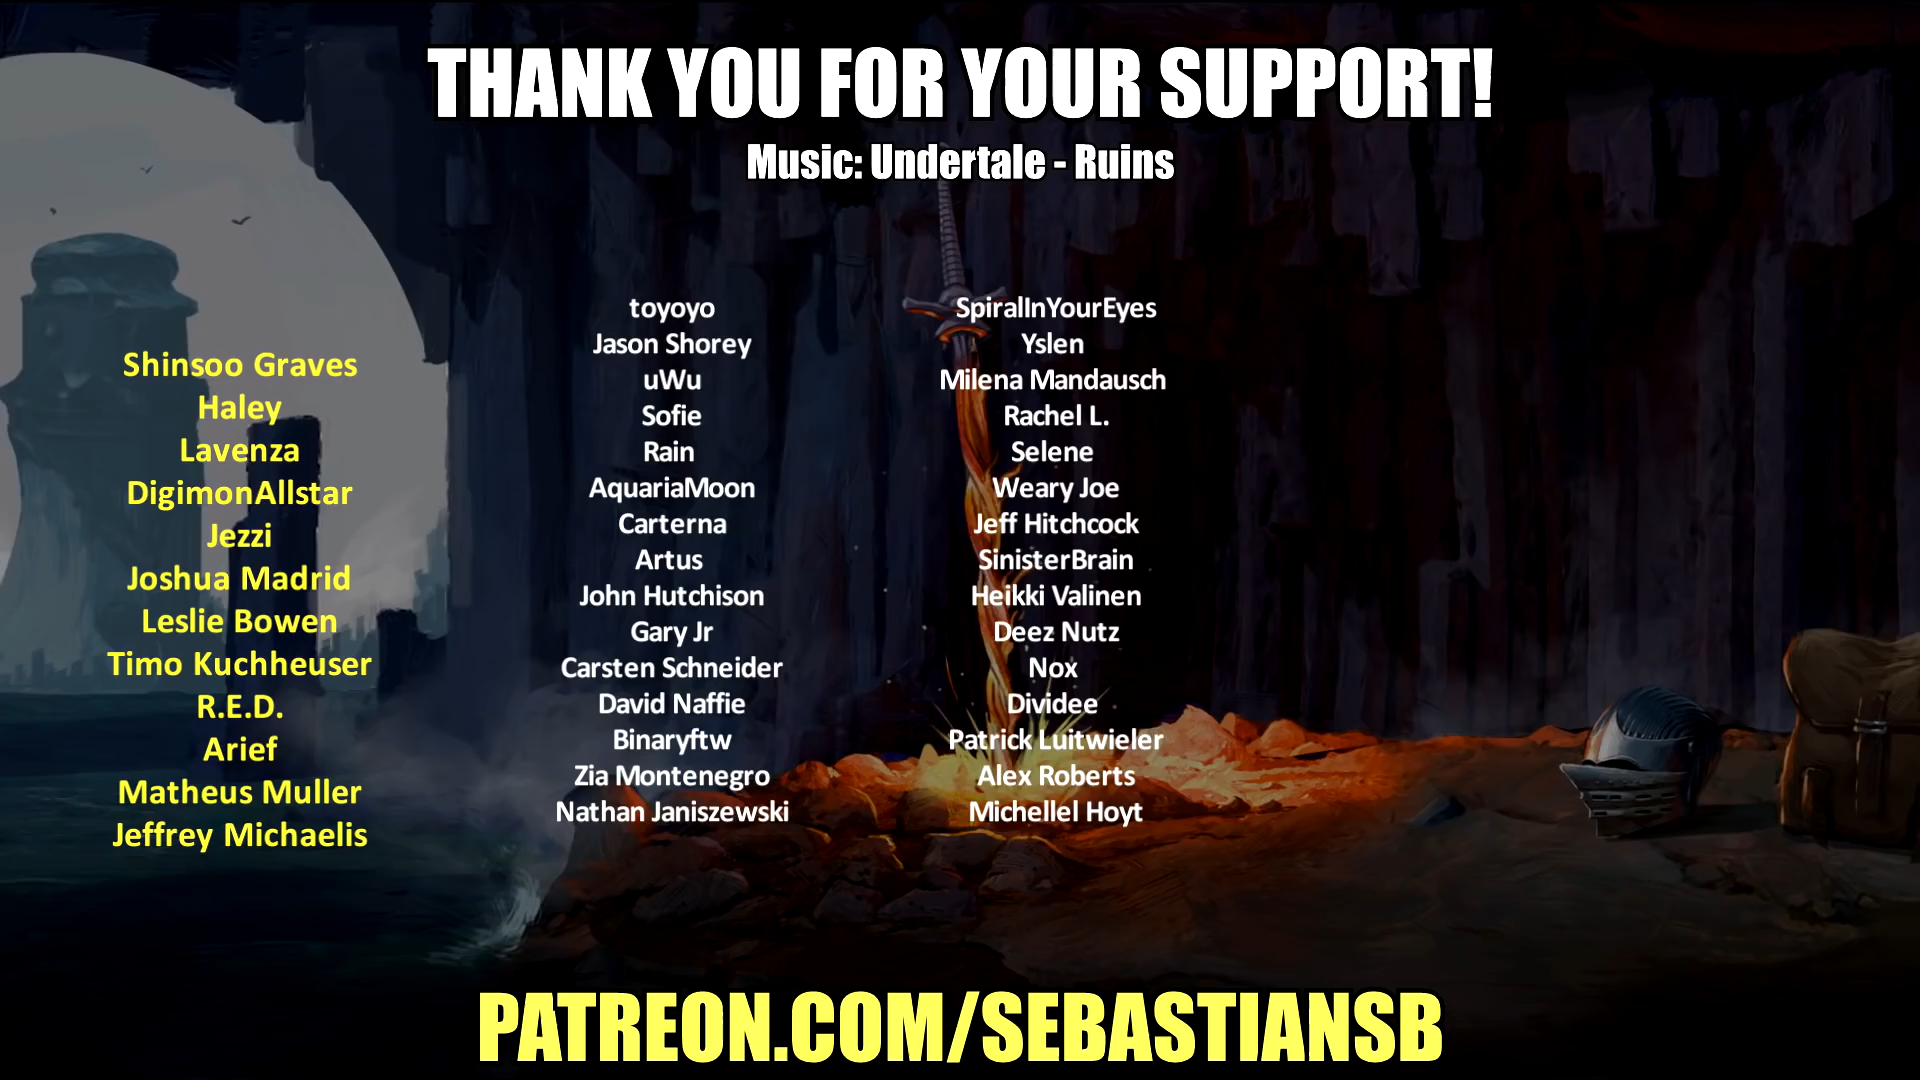 THANK YOU FOR YOUR SUPPORT!
Music: Undertale - Ruins
Shinsoo Graves
Haley
Lavenza
DigimonAllstar
Jezzi
Joshua Madrid
Leslie Bowen
Timo Kuchheuser
R.E.D.
Arief
Matheus Muller
Jeffrey Michaelis
toyoyo
Jason Shorey
uWu
Sofie
Rain
AquariaMoon
Carterna
Artus
John Hutchison
Gary Jr
Carsten Schneider
David Naffie
Binaryftw
Zia Montenegro
Nathan Janiszewski
SpiralInYourEyes
Yslen
Milena Mandausch
Rachel L.
Selene
Weary Joe
Jeff Hitchcock
SinisterBrain
Heikki Valinen
Deez Nutz
Nox
Dividee
Patrick Luitwieler
Alex Roberts
Michellel Hoyt
PATREON.COM/SEBASTIANSB